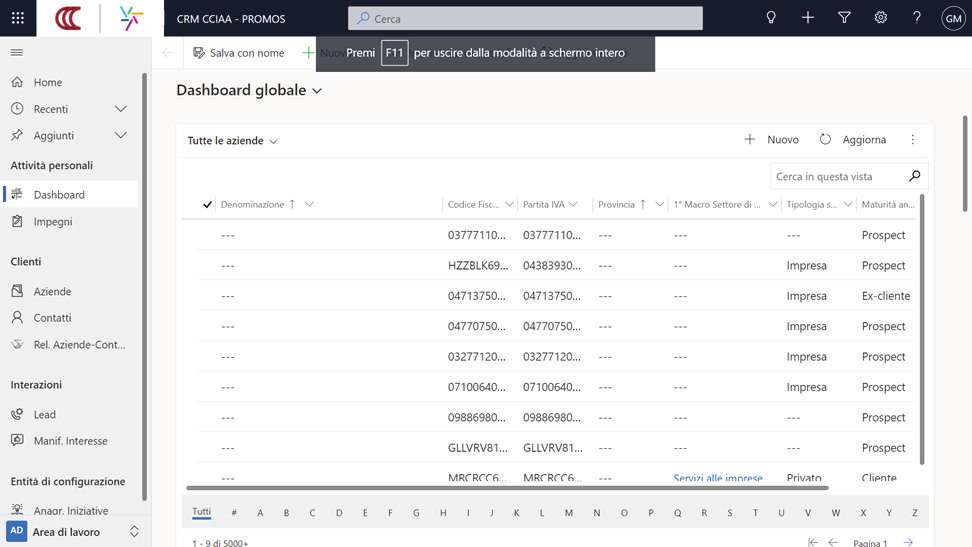 CRM CCIAA - PROMOS
Cerca
GM
Salva con nome
Premi F11 per uscire dalla modalità a schermo intero
Home
Recenti
Aggiunti
Attività personali
Dashboard
Impegni
Clienti
Aziende
Contatti
Rel. Aziende-Cont...
Interazioni
Lead
Manif. Interesse
Entità di configurazione
Anagr. Iniziative
AD Area di lavoro
Dashboard globale
Tutte le aziende
Nuovo Aggiorna
Cerca in questa vista
Denominazione Codice Fisc... Partita IVA Provincia 1° Macro Settore di ... Tipologia s... Maturità an...
--- 03777110... 03777110... --- --- --- Prospect
--- HZZBLK69... 04383930... --- --- Impresa Prospect
--- 04713750... 04713750... --- --- Impresa Ex-cliente
--- 04770750... 04770750... --- --- Impresa Prospect
--- 03277120... 03277120... --- --- Impresa Prospect
--- 07100640... 07100640... --- --- Impresa Prospect
--- 09886980... 09886980... --- --- --- Prospect
--- GLLVRV81... GLLVRV81... --- --- --- Prospect
--- MRCRCC6... MRCRCC6... --- Servizi alle imprese Privato Cliente
Tutti # A B C D E F G H I J K L M N O P Q R S T U V W X Y Z
1 - 9 di 5000+ Pagina 1